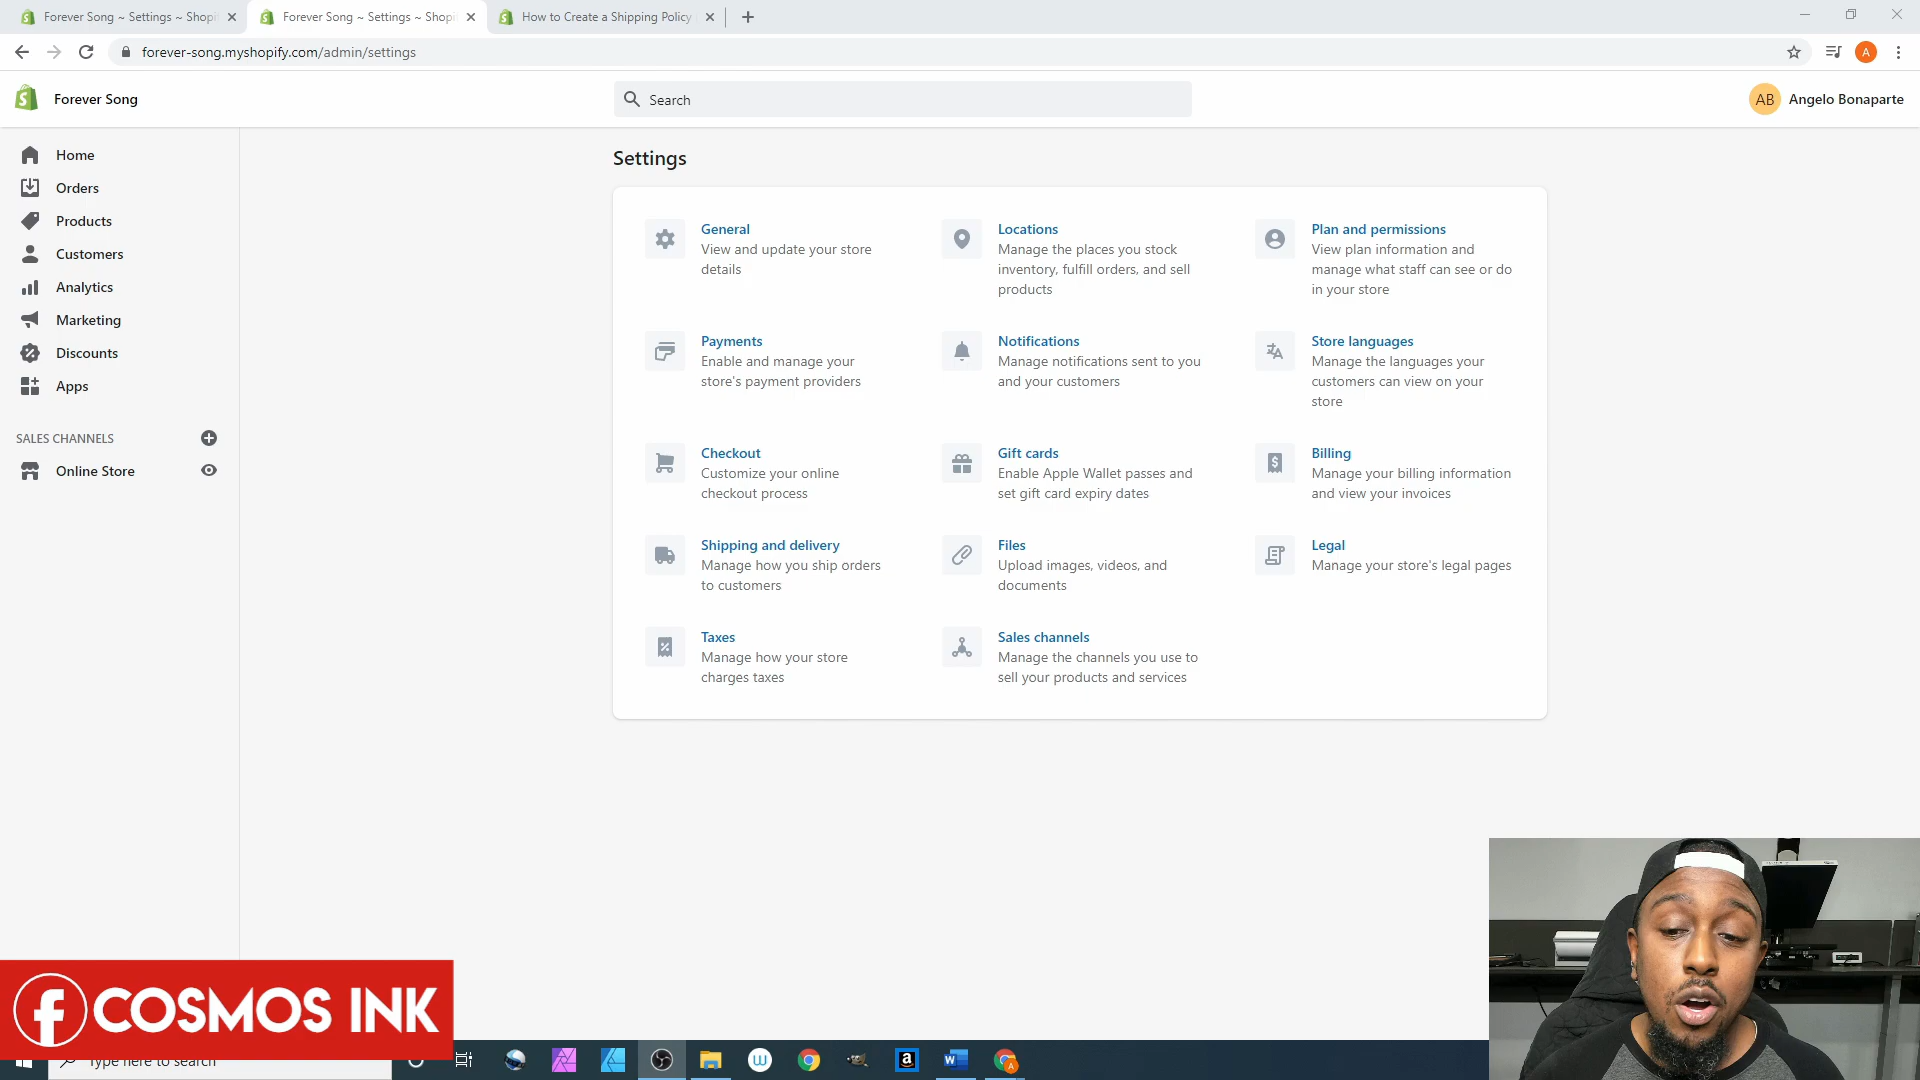 Forever Song ~ Settings ~ Shopi
Forever Song ~ Settings ~ Shopi
How to Create a Shipping Policy
forever-song.myshopify.com/admin/settings
A
Forever Song
Search
AB
Angelo Bonaparte
Home
Orders
Products
Customers
Analytics
Marketing
Discounts
Apps
SALES CHANNELS
Online Store
Settings
General
View and update your store
details
Locations
Manage the places you stock
inventory, fulfill orders, and sell
products
Plan and permissions
View plan information and
manage what staff can see or do
in your store
Payments
Enable and manage your
store's payment providers
Notifications
Manage notifications sent to you
and your customers
Store languages
Manage the languages your
customers can view on your
store
Checkout
Customize your online
checkout process
Gift cards
Enable Apple Wallet passes and
set gift card expiry dates
Billing
Manage your billing information
and view your invoices
Shipping and delivery
Manage how you ship orders
to customers
Files
Upload images, videos, and
documents
Legal
Manage your store's legal pages
Taxes
Manage how your store
charges taxes
Sales channels
Manage the channels you use to
sell your products and services
COSMOS INK
Type here to search